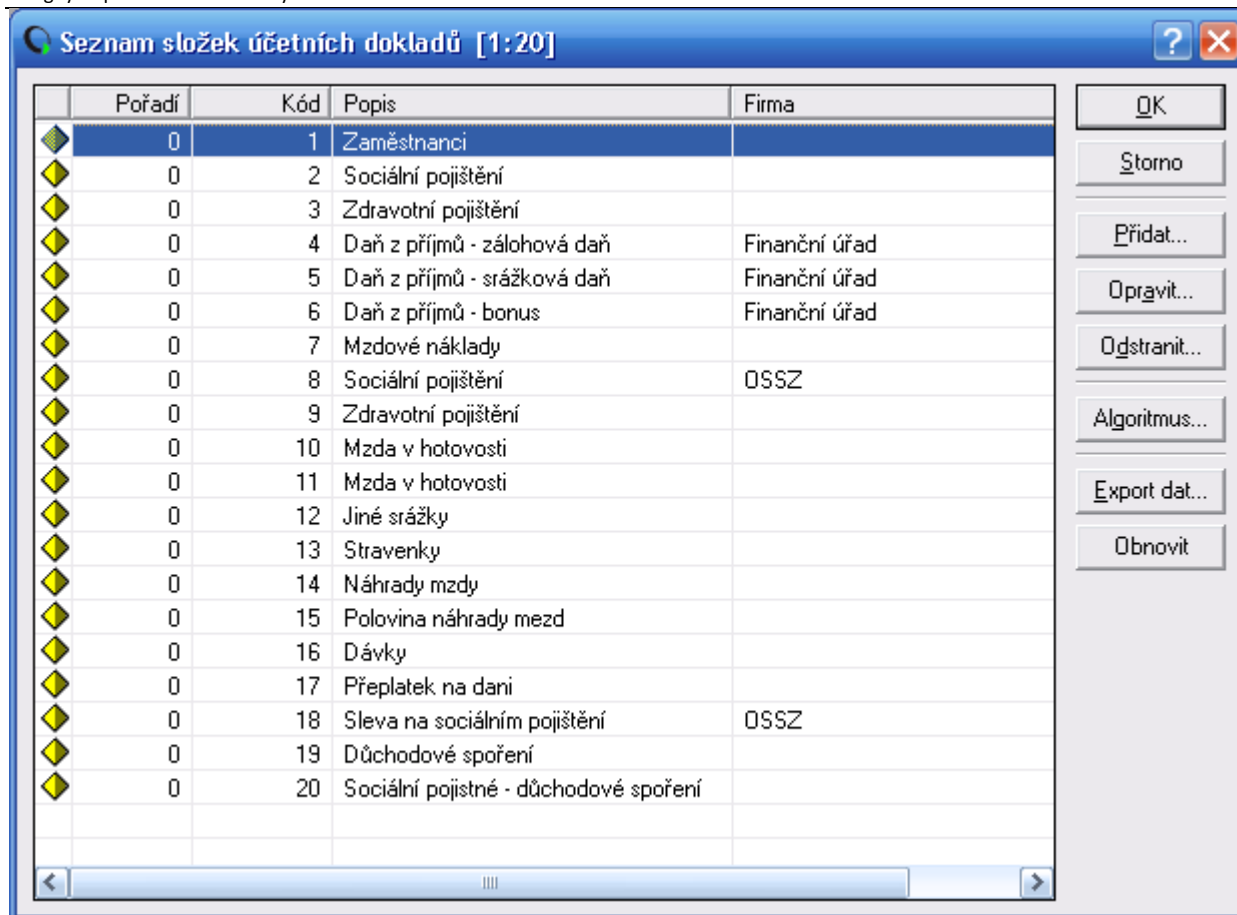 Seznam složek účetních dokladů [1:20]
Pořadí Kód Popis Firma
0 1 Zaměstnanci
0 2 Sociální pojištění
0 3 Zdravotní pojištění
0 4 Daň z příjmů - zálohová daň Finanční úřad
0 5 Daň z příjmů - srážková daň Finanční úřad
0 6 Daň z příjmů - bonus Finanční úřad
0 7 Mzdové náklady
0 8 Sociální pojištění OSSZ
0 9 Zdravotní pojištění
0 10 Mzda v hotovosti
0 11 Mzda v hotovosti
0 12 Jiné srážky
0 13 Stravenky
0 14 Náhrady mzdy
0 15 Polovina náhrady mezd
0 16 Dávky
0 17 Přeplatek na dani
0 18 Sleva na sociálním pojištění OSSZ
0 19 Důchodové spoření
0 20 Sociální pojistné - důchodové spoření
OK
Storno
Přidat...
Opravit...
Odstranit...
Algoritmus...
Export dat...
Obnovit